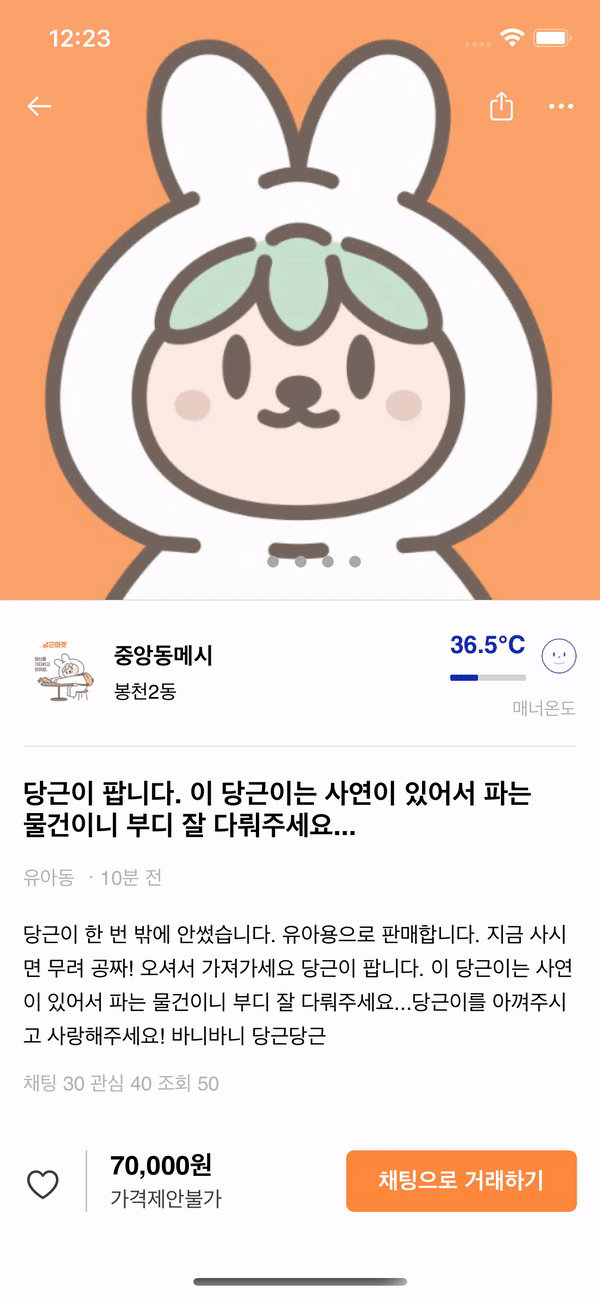 12:23
당근마켓
중앙동메시
봉천2동
36.5°C
매너온도
당근이 팝니다. 이 당근이는 사연이 있어서 파는
물건이니 부디 잘 다뤄주세요...
유아동 · 10분 전
당근이 한 번 밖에 안썼습니다. 유아용으로 판매합니다. 지금 사시
면 무려 공짜! 오셔서 가져가세요 당근이 팝니다. 이 당근이는 사연
이 있어서 파는 물건이니 부디 잘 다뤄주세요...당근이를 아껴주시
고 사랑해주세요! 바니바니 당근당근
채팅 30 관심 40 조회 50
70,000원
가격제안불가
채팅으로 거래하기